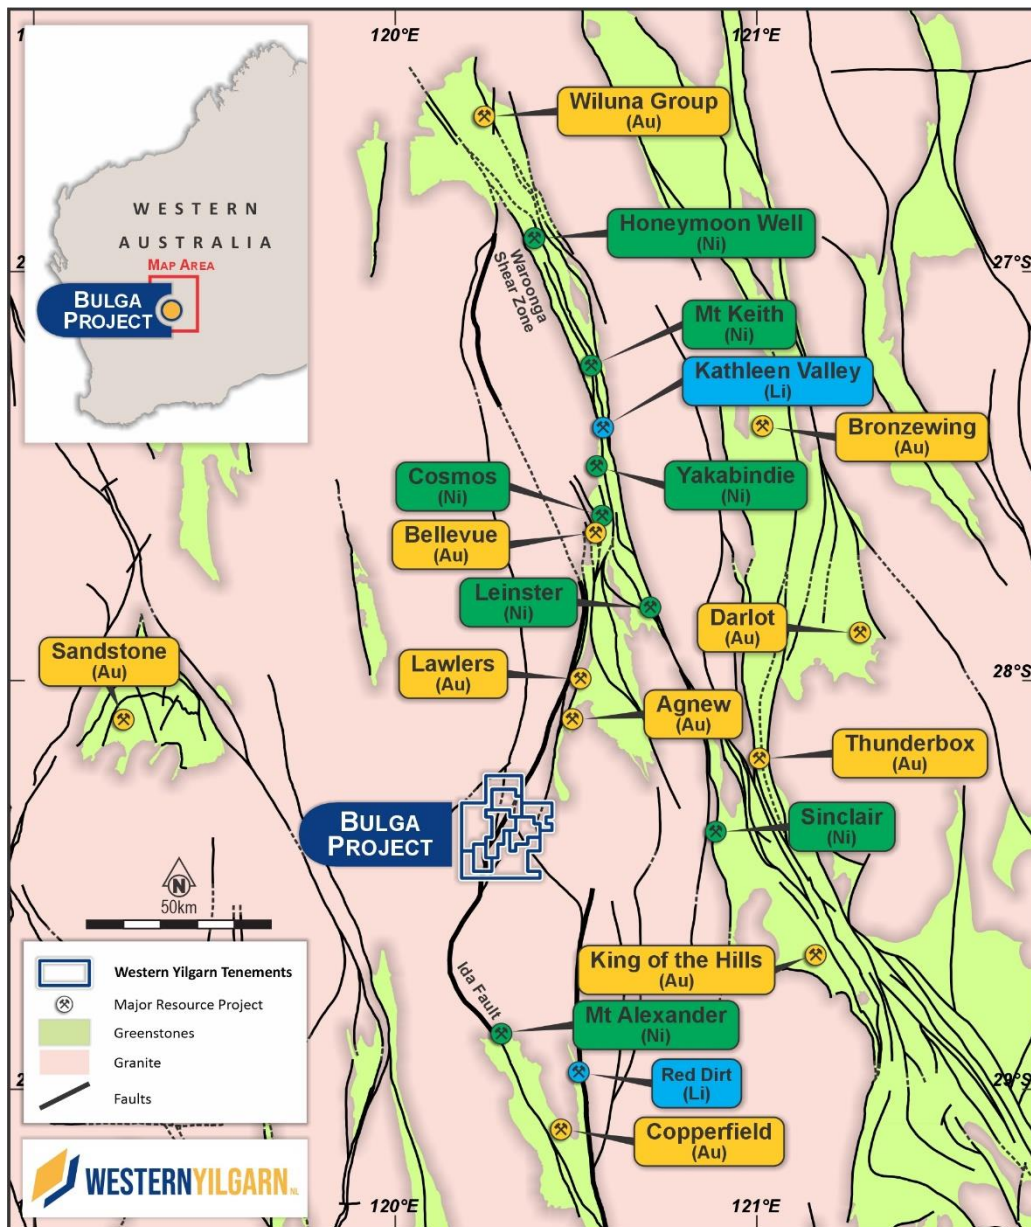 120°E
121°E
WESTERN
AUSTRALIA
MAP AREA
BULGA
PROJECT
Wiluna Group
(Au)
Honeymoon Well
(Ni)
27°S
Waroonga
Shear Zone
Mt Keith
(Ni)
Kathleen Valley
(Li)
Bronzewing
(Au)
Cosmos
(Ni)
Yakabindie
(Ni)
Bellevue
(Au)
Leinster
(Ni)
Darlot
(Au)
Sandstone
(Au)
Lawlers
(Au)
28°S
Agnew
(Au)
Thunderbox
(Au)
BULGA
PROJECT
Sinclair
(Ni)
N
50km
King of the Hills
(Au)
Ida Fault
Mt Alexander
(Ni)
Red Dirt
(Li)
29°S
Copperfield
(Au)
Western Yilgarn Tenements
Major Resource Project
Greenstones
Granite
Faults
WESTERNYILGARN NL
120°E
121°E